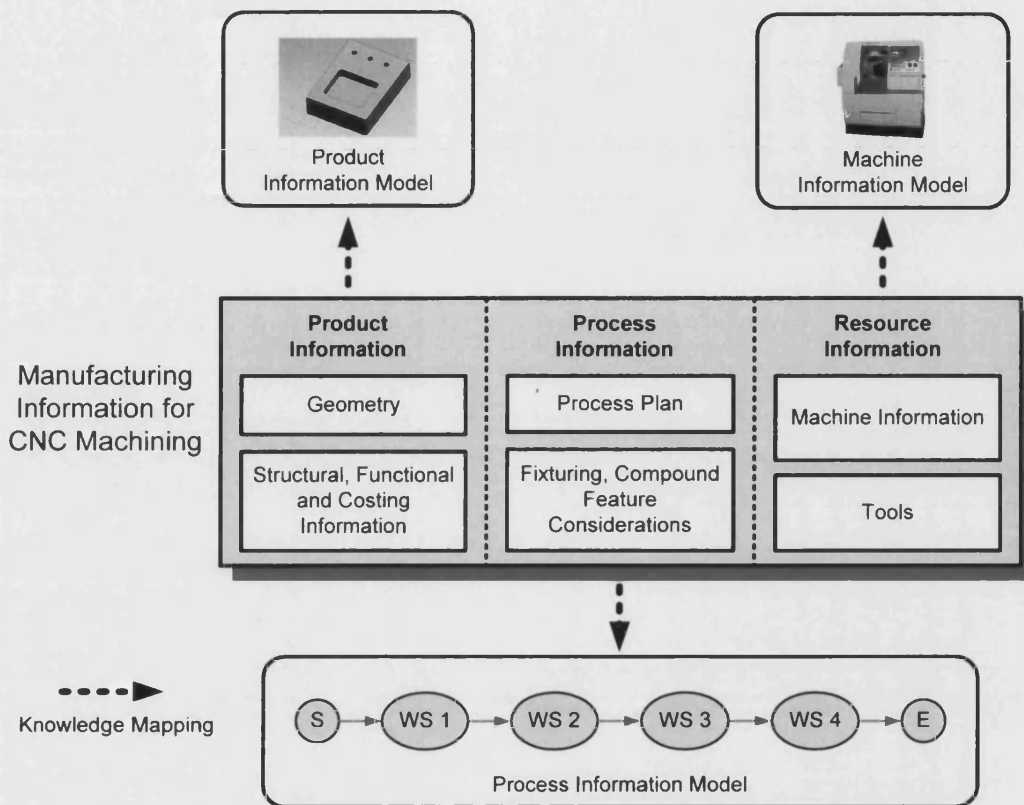 Product
Information Model
Machine
Information Model
Manufacturing
Information for
CNC Machining
Product
Information
Geometry
Structural, Functional
and Costing
Information
Process
Information
Process Plan
Fixturing, Compound
Feature
Considerations
Resource
Information
Machine Information
Tools
Knowledge Mapping
S
WS 1
WS 2
WS 3
WS 4
E
Process Information Model